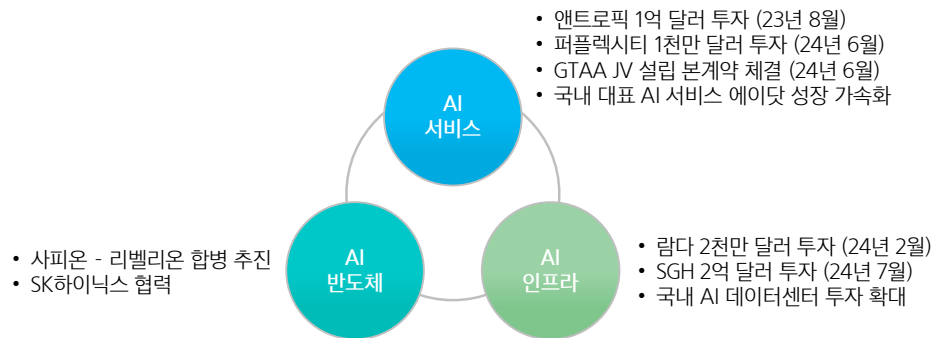 • 앤트로픽 1억 달러 투자 (23년 8월)
• 퍼플렉시티 1천만 달러 투자 (24년 6월)
• GTAA JV 설립 본계약 체결 (24년 6월)
• 국내 대표 AI 서비스 에이닷 성장 가속화
AI
서비스
• 사피온 - 리벨리온 합병 추진
• SK하이닉스 협력
AI
반도체
AI
인프라
• 람다 2천만 달러 투자 (24년 2월)
• SGH 2억 달러 투자 (24년 7월)
• 국내 AI 데이터센터 투자 확대